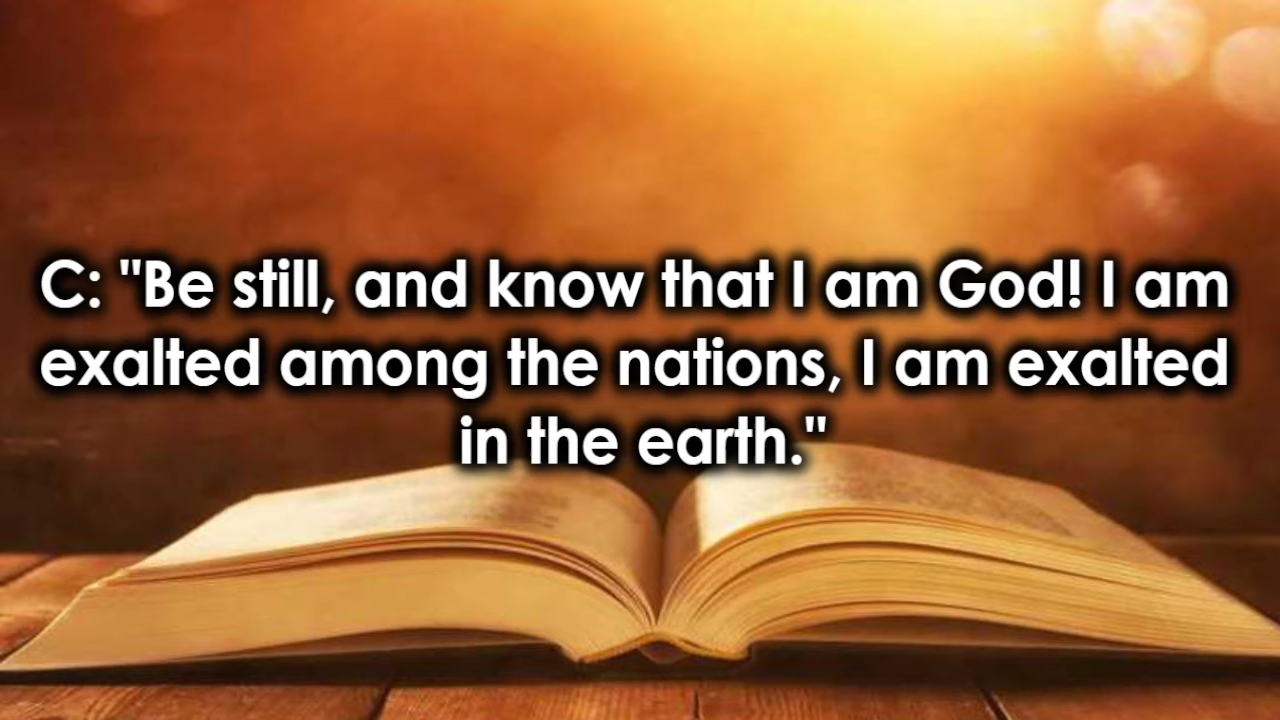 C: "Be still, and know that I am God! I am
exalted among the nations, I am exalted
in the earth."